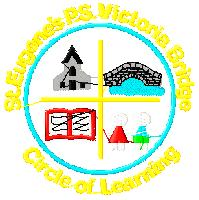 St. Eugene's P.S. Victoria Bridge
Circle of Learning